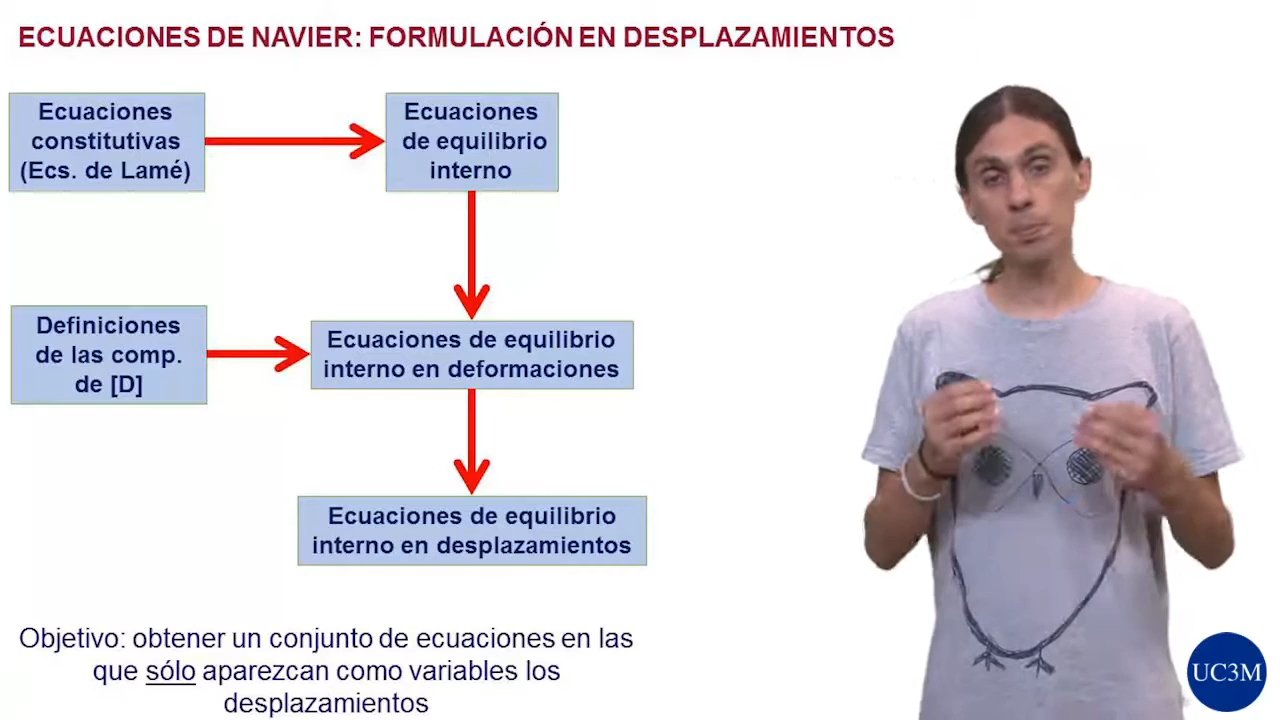 ECUACIONES DE NAVIER: FORMULACIÓN EN DESPLAZAMIENTOS
Ecuaciones
constitutivas
(Ecs. de Lamé)
Ecuaciones
de equilibrio
interno
Definiciones
de las comp.
de [D]
Ecuaciones de equilibrio
interno en deformaciones
Ecuaciones de equilibrio
interno en desplazamientos
Objetivo: obtener un conjunto de ecuaciones en las
que sólo aparezcan como variables los
desplazamientos
UC3M